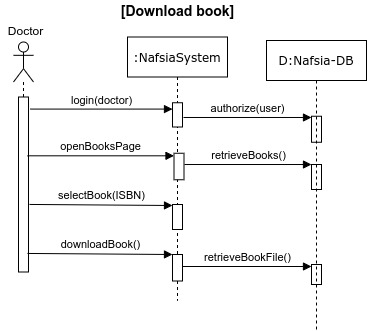 [Download book]
Doctor
:NafsiaSystem
D:Nafsia-DB
login(doctor)
authorize(user)
openBooksPage
retrieveBooks()
selectBook(ISBN)
downloadBook()
retrieveBookFile()